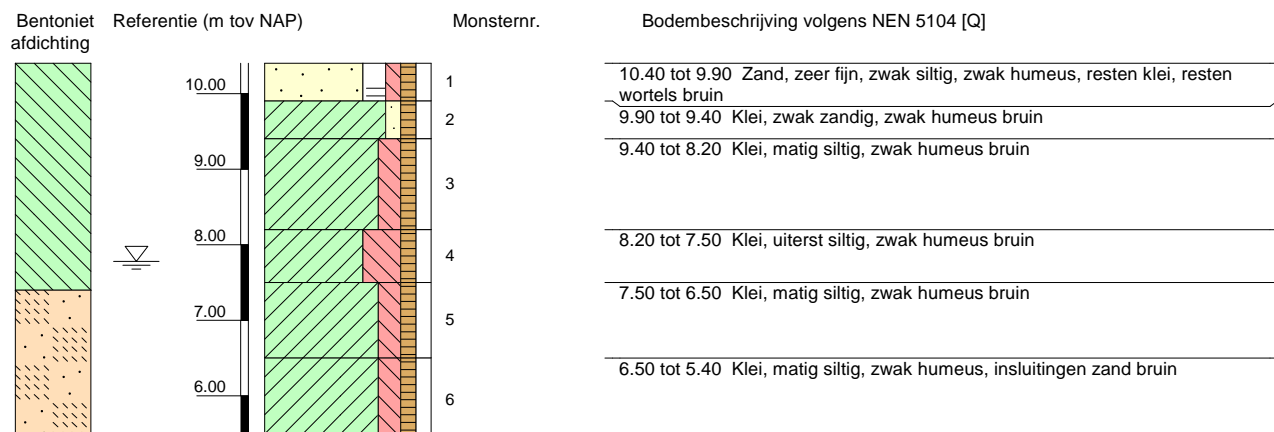 Bentoniet
afdichting
Referentie (m tov NAP)
Monsternr.
Bodembeschrijving volgens NEN 5104 [Q]
10.00
9.00
8.00
7.00
6.00
1
2
3
4
5
6
10.40 tot 9.90 Zand, zeer fijn, zwak siltig, zwak humeus, resten klei, resten
wortels bruin
9.90 tot 9.40 Klei, zwak zandig, zwak humeus bruin
9.40 tot 8.20 Klei, matig siltig, zwak humeus bruin
8.20 tot 7.50 Klei, uiterst siltig, zwak humeus bruin
7.50 tot 6.50 Klei, matig siltig, zwak humeus bruin
6.50 tot 5.40 Klei, matig siltig, zwak humeus, insluitingen zand bruin